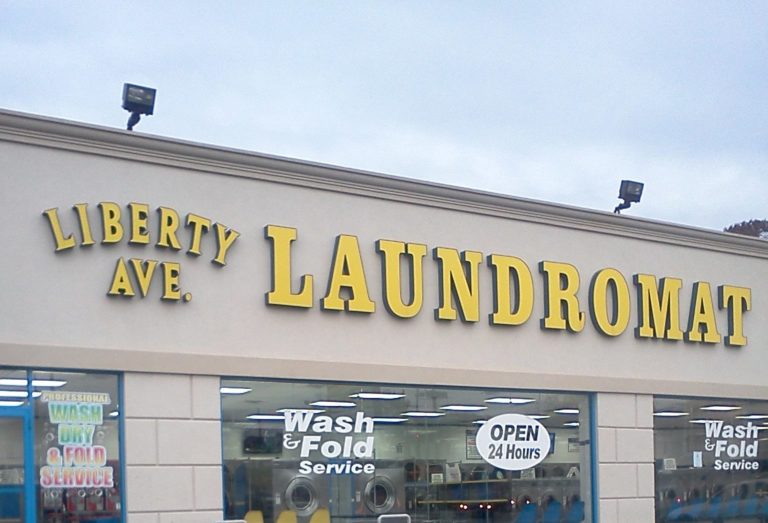 LIBERTY
AVE.
LAUNDROMAT
PROFESSIONAL
WASH
DRY
& FOLD
SERVICE
Wash
& Fold
Service
OPEN
24 Hours
Wash
& Fold
Service